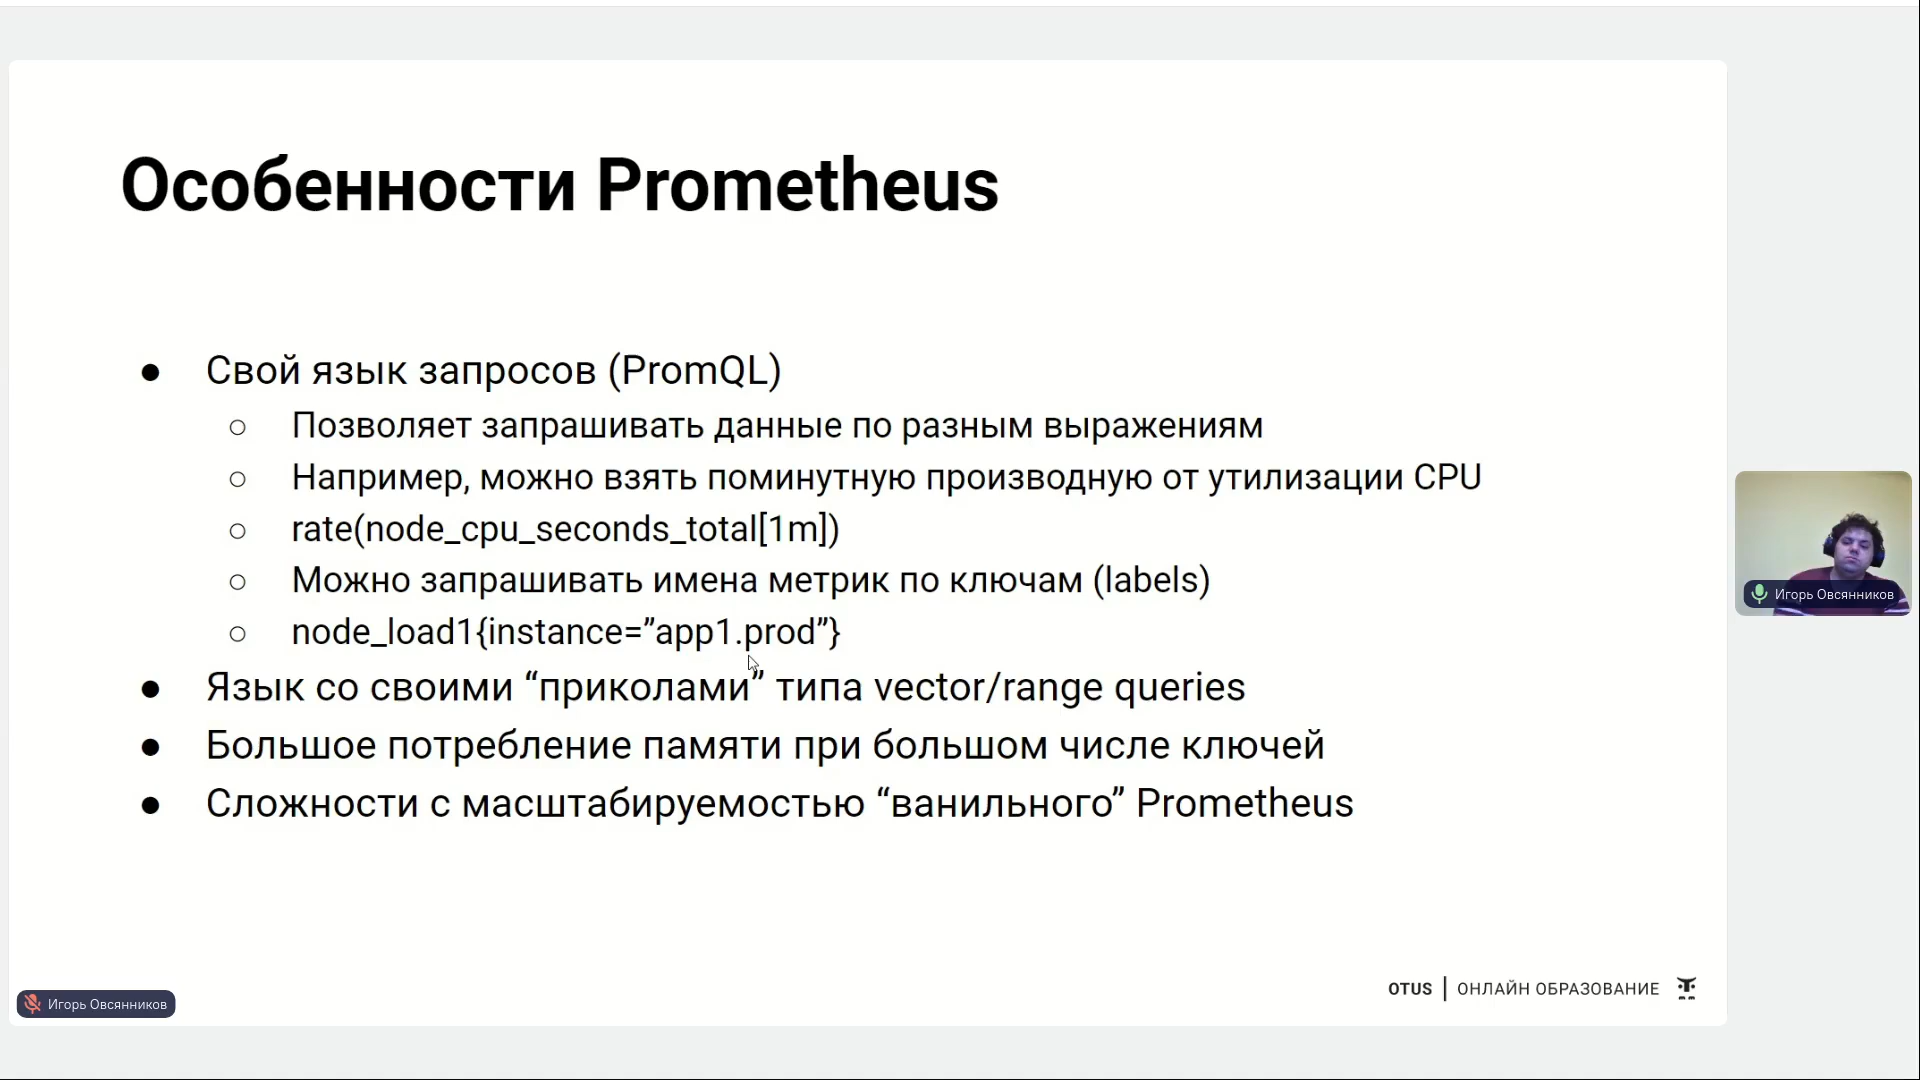 Особенности Prometheus
● Свой язык запросов (PromQL)
○ Позволяет запрашивать данные по разным выражениям
○ Например, можно взять поминутную производную от утилизации CPU
○ rate(node_cpu_seconds_total[1m])
○ Можно запрашивать имена метрик по ключам (labels)
○ node_load1{instance=”app1.prod”}
● Язык со своими “приколами” типа vector/range queries
● Большое потребление памяти при большом числе ключей
● Сложности с масштабируемостью “ванильного” Prometheus
Игорь Овсянников
OTUS | ОНЛАЙН ОБРАЗОВАНИЕ
Игорь Овсянников